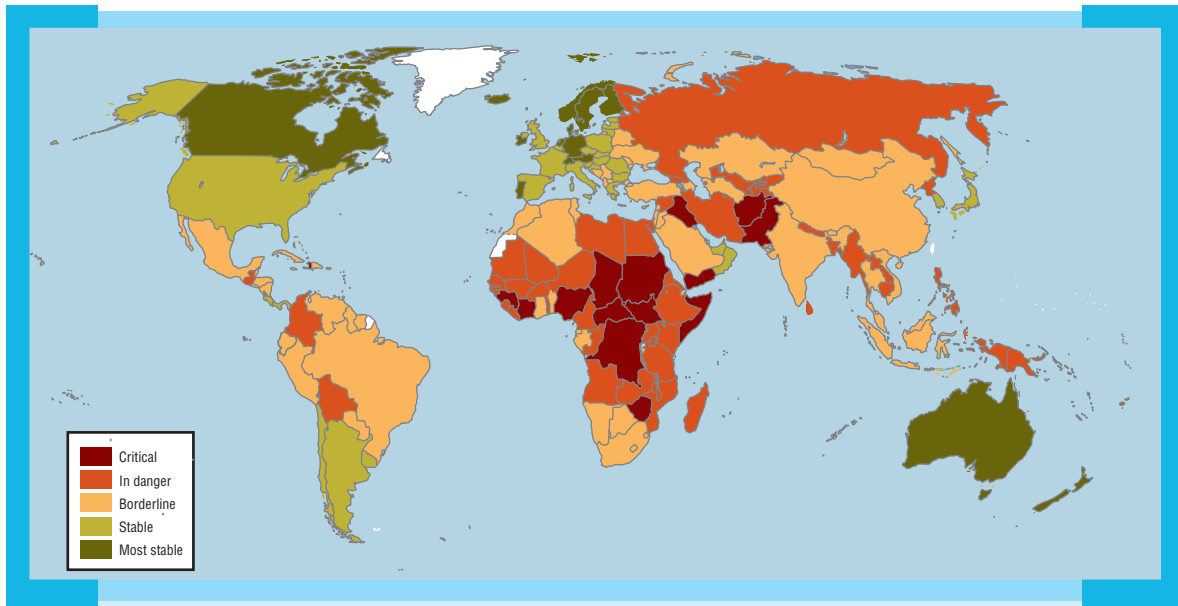 Critical
In danger
Borderline
Stable
Most stable